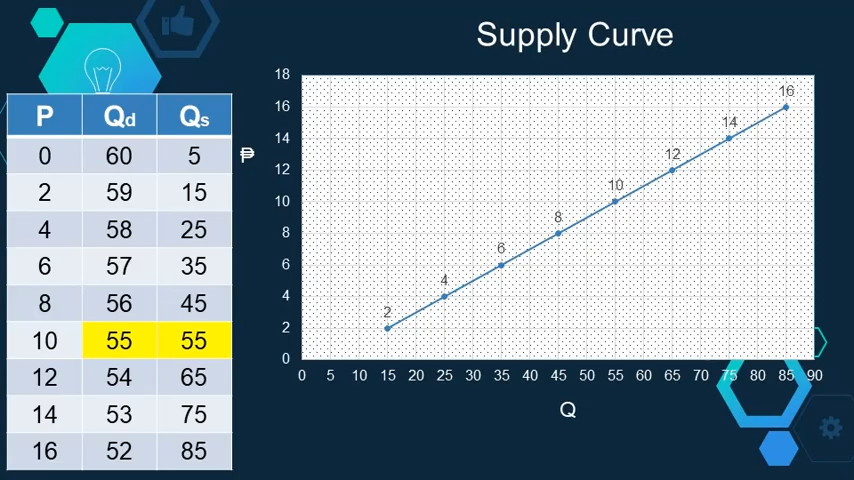 Supply Curve
P Qd Qs
0 60 5
2 59 15
4 58 25
6 57 35
8 56 45
10 55 55
12 54 65
14 53 75
16 52 85
₱
18
16
14
12
10
8
6
4
2
0
2
4
6
8
10
12
14
16
0 5 10 15 20 25 30 35 40 45 50 55 60 65 70 75 80 85 90
Q